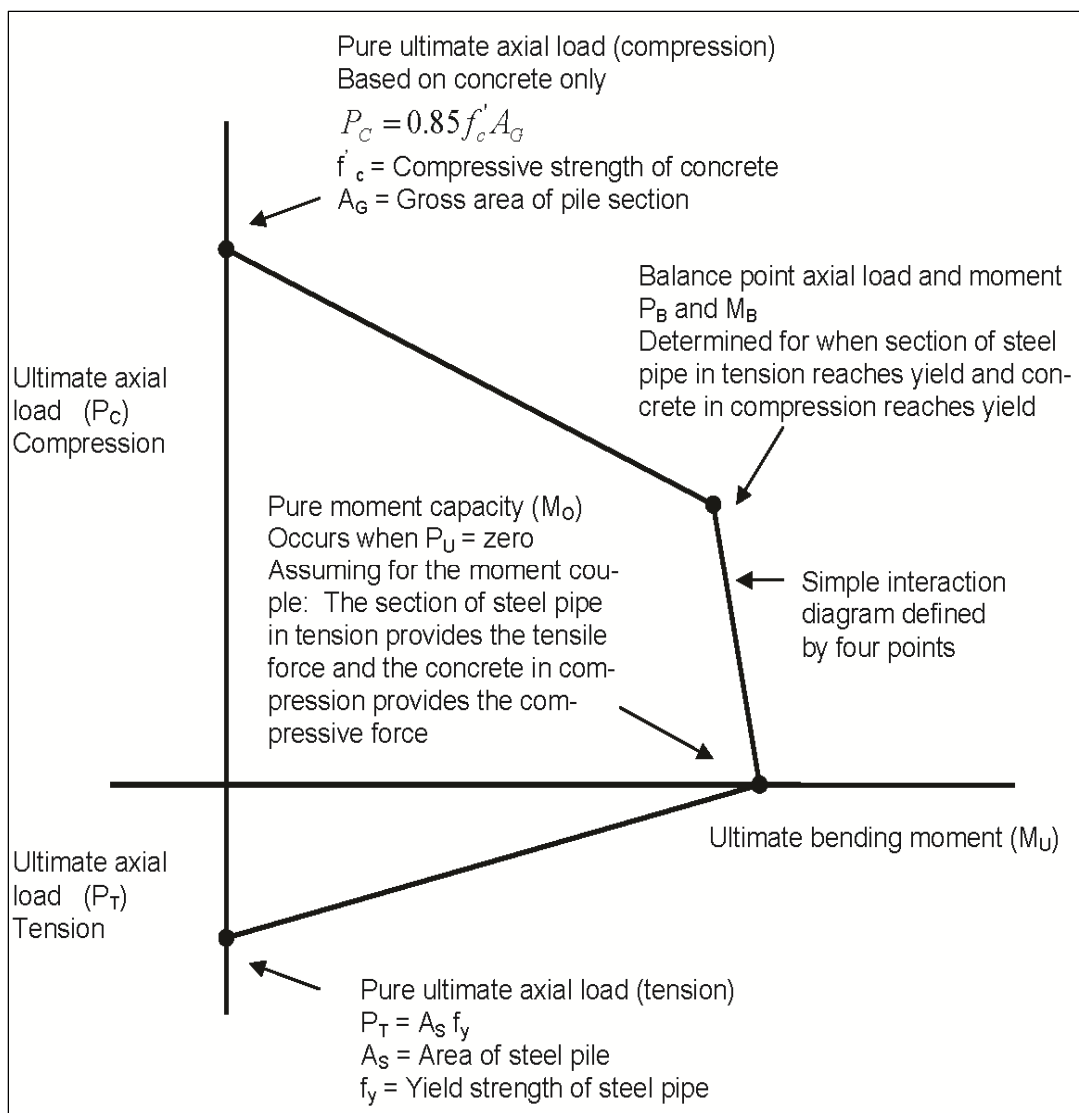 Pure ultimate axial load (compression)
Based on concrete only
P_C = 0.85 f'_c A_G
f'_c = Compressive strength of concrete
A_G = Gross area of pile section
Balance point axial load and moment
P_B and M_B
Determined for when section of steel
pipe in tension reaches yield and con-
crete in compression reaches yield
Ultimate axial
load (P_C)
Compression
Pure moment capacity (M_O)
Occurs when P_U = zero
Assuming for the moment cou-
ple: The section of steel pipe
in tension provides the tensile
force and the concrete in com-
pression provides the com-
pressive force
Simple interaction
diagram defined
by four points
Ultimate bending moment (M_U)
Ultimate axial
load (P_T)
Tension
Pure ultimate axial load (tension)
P_T = A_S f_y
A_S = Area of steel pile
f_y = Yield strength of steel pipe